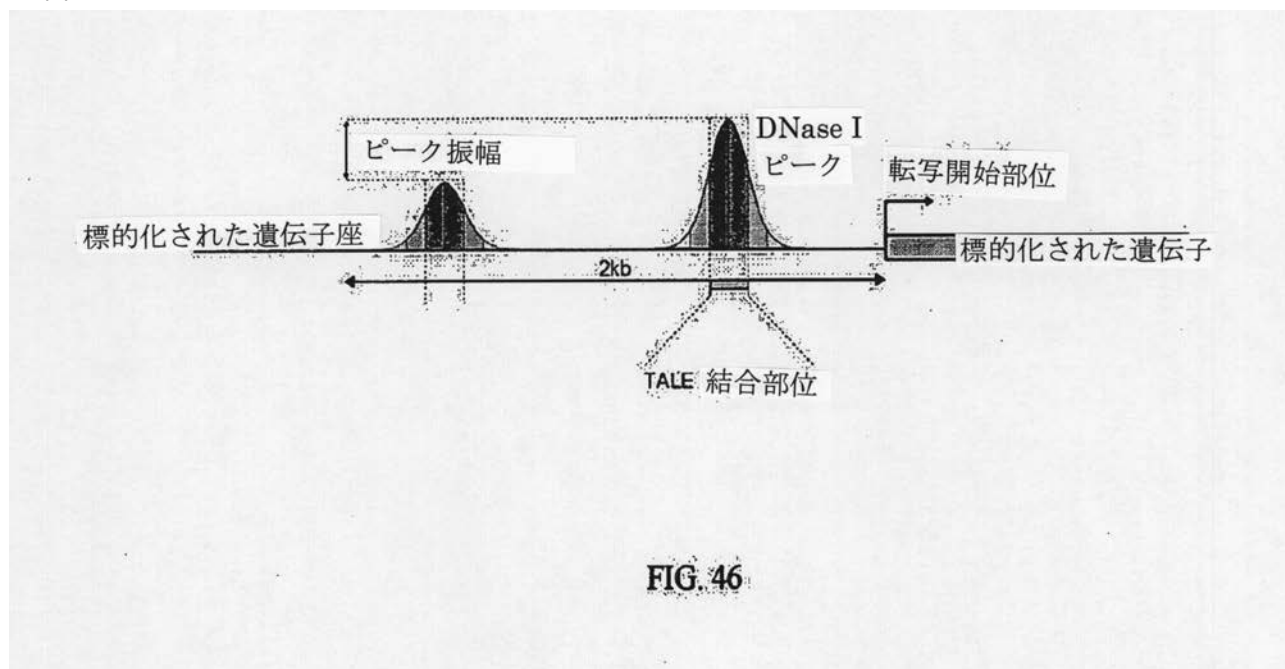 DNase I
ピーク
ピーク振幅
転写開始部位
標的化された遺伝子座
標的化された遺伝子
2kb
TALE 結合部位
FIG. 46